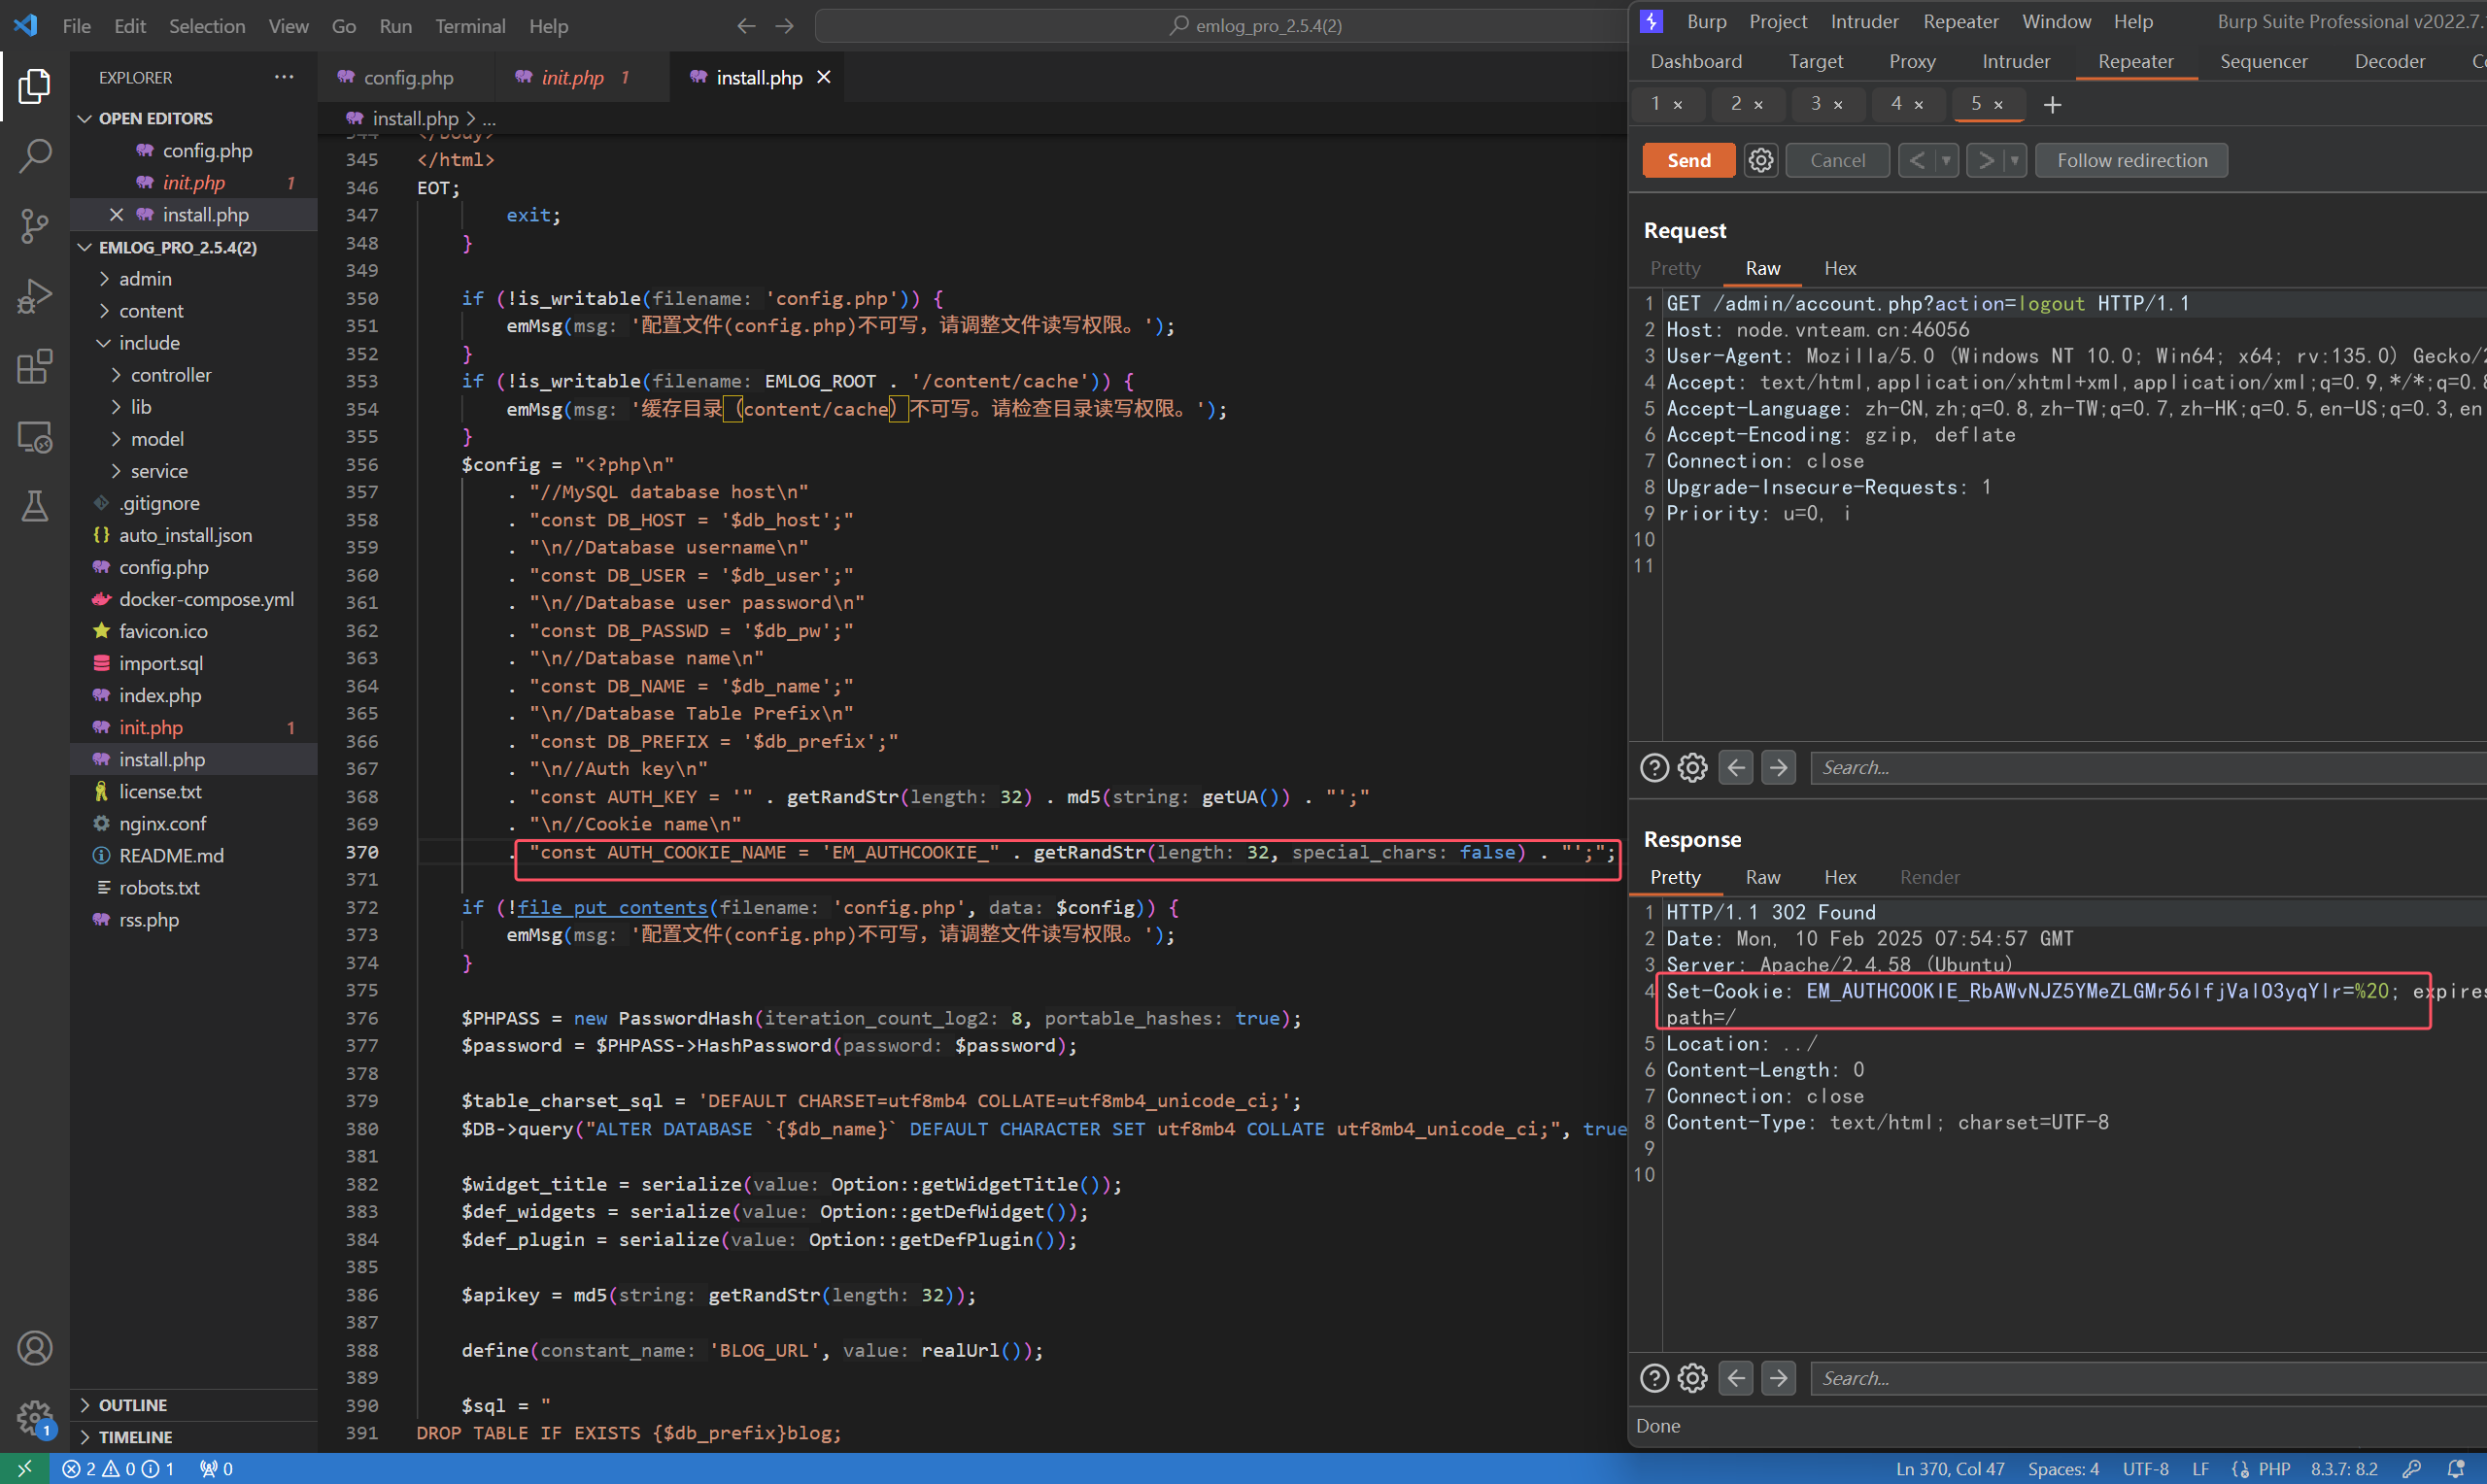 File Edit Selection View Go Run Terminal Help
emlog_pro_2.5.4(2)
EXPLORER ...
OPEN EDITORS
config.php
init.php 1
install.php
EMLOG_PRO_2.5.4(2)
admin
content
include
controller
lib
model
service
.gitignore
auto_install.json
config.php
docker-compose.yml
favicon.ico
import.sql
index.php
init.php 1
install.php
license.txt
nginx.conf
README.md
robots.txt
rss.php
OUTLINE
TIMELINE
config.php init.php 1 install.php
install.php > ...
344 </body>
345 </html>
346 EOT;
347 exit;
348 }
349
350 if (!is_writable(filename: 'config.php')) {
351 emMsg(msg: '配置文件(config.php)不可写，请调整文件读写权限。');
352 }
353 if (!is_writable(filename: EMLOG_ROOT . '/content/cache')) {
354 emMsg(msg: '缓存目录（content/cache）不可写。请检查目录读写权限。');
355 }
356 $config = "<?php\n"
357 . "//MySQL database host\n"
358 . "const DB_HOST = '$db_host';"
359 . "\n//Database username\n"
360 . "const DB_USER = '$db_user';"
361 . "\n//Database user password\n"
362 . "const DB_PASSWD = '$db_pw';"
363 . "\n//Database name\n"
364 . "const DB_NAME = '$db_name';"
365 . "\n//Database Table Prefix\n"
366 . "const DB_PREFIX = '$db_prefix';"
367 . "\n//Auth key\n"
368 . "const AUTH_KEY = '" . getRandStr(length: 32) . md5(string: getUA()) . "';"
369 . "\n//Cookie name\n"
370 . "const AUTH_COOKIE_NAME = 'EM_AUTHCOOKIE_" . getRandStr(length: 32, special_chars: false) . "';";
371
372 if (!file_put_contents(filename: 'config.php', data: $config)) {
373 emMsg(msg: '配置文件(config.php)不可写，请调整文件读写权限。');
374 }
375
376 $PHPASS = new PasswordHash(iteration_count_log2: 8, portable_hashes: true);
377 $password = $PHPASS->HashPassword(password: $password);
378
379 $table_charset_sql = 'DEFAULT CHARSET=utf8mb4 COLLATE=utf8mb4_unicode_ci;';
380 $DB->query("ALTER DATABASE `{$db_name}` DEFAULT CHARACTER SET utf8mb4 COLLATE utf8mb4_unicode_ci;", true
381
382 $widget_title = serialize(value: Option::getWidgetTitle());
383 $def_widgets = serialize(value: Option::getDefWidget());
384 $def_plugin = serialize(value: Option::getDefPlugin());
385
386 $apikey = md5(string: getRandStr(length: 32));
387
388 define(constant_name: 'BLOG_URL', value: realUrl());
389
390 $sql = "
391 DROP TABLE IF EXISTS {$db_prefix}blog;
Burp Project Intruder Repeater Window Help Burp Suite Professional v2022.7.
Dashboard Target Proxy Intruder Repeater Sequencer Decoder
1 × 2 × 3 × 4 × 5 × +
Send Cancel < > Follow redirection
Request
Pretty Raw Hex
1 GET /admin/account.php?action=logout HTTP/1.1
2 Host: node.vnteam.cn:46056
3 User-Agent: Mozilla/5.0 (Windows NT 10.0; Win64; x64; rv:135.0) Gecko/
4 Accept: text/html,application/xhtml+xml,application/xml;q=0.9,*/*;q=0.8
5 Accept-Language: zh-CN,zh;q=0.8,zh-TW;q=0.7,zh-HK;q=0.5,en-US;q=0.3,en
6 Accept-Encoding: gzip, deflate
7 Connection: close
8 Upgrade-Insecure-Requests: 1
9 Priority: u=0, i
10
11
Search...
Response
Pretty Raw Hex Render
1 HTTP/1.1 302 Found
2 Date: Mon, 10 Feb 2025 07:54:57 GMT
3 Server: Apache/2.4.58 (Ubuntu)
4 Set-Cookie: EM_AUTHCOOKIE_RbAWvNJZ5YMeZLGMr56lfjValO3yqYlr=%20; expires
path=/
5 Location: ../
6 Content-Length: 0
7 Connection: close
8 Content-Type: text/html; charset=UTF-8
9
10
Search...
Done
1
2 0 1 0
Ln 370, Col 47 Spaces: 4 UTF-8 LF PHP 8.3.7: 8.2